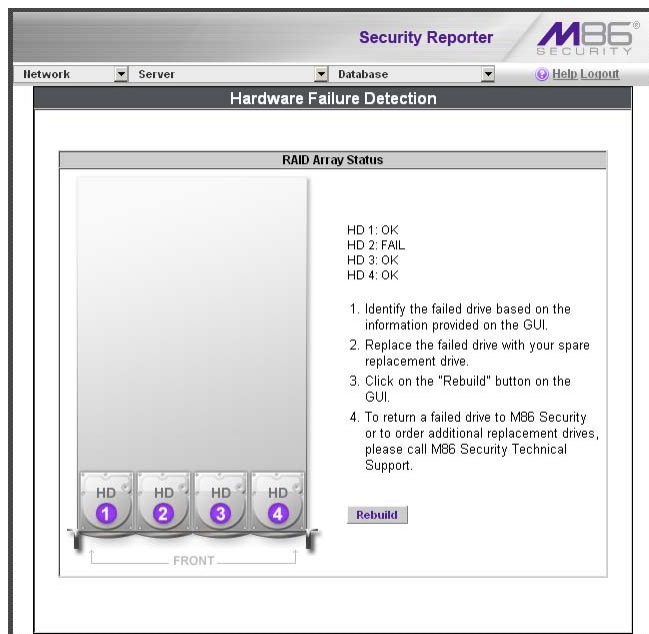 Security Reporter
M86®
SECURITY
Network Server Database Help Logout
Hardware Failure Detection
RAID Array Status
HD 1: OK
HD 2: FAIL
HD 3: OK
HD 4: OK
1. Identify the failed drive based on the
information provided on the GUI.
2. Replace the failed drive with your spare
replacement drive.
3. Click on the "Rebuild" button on the
GUI.
4. To return a failed drive to M86 Security
or to order additional replacement drives,
please call M86 Security Technical
Support.
Rebuild
HD HD HD HD
1 2 3 4
FRONT